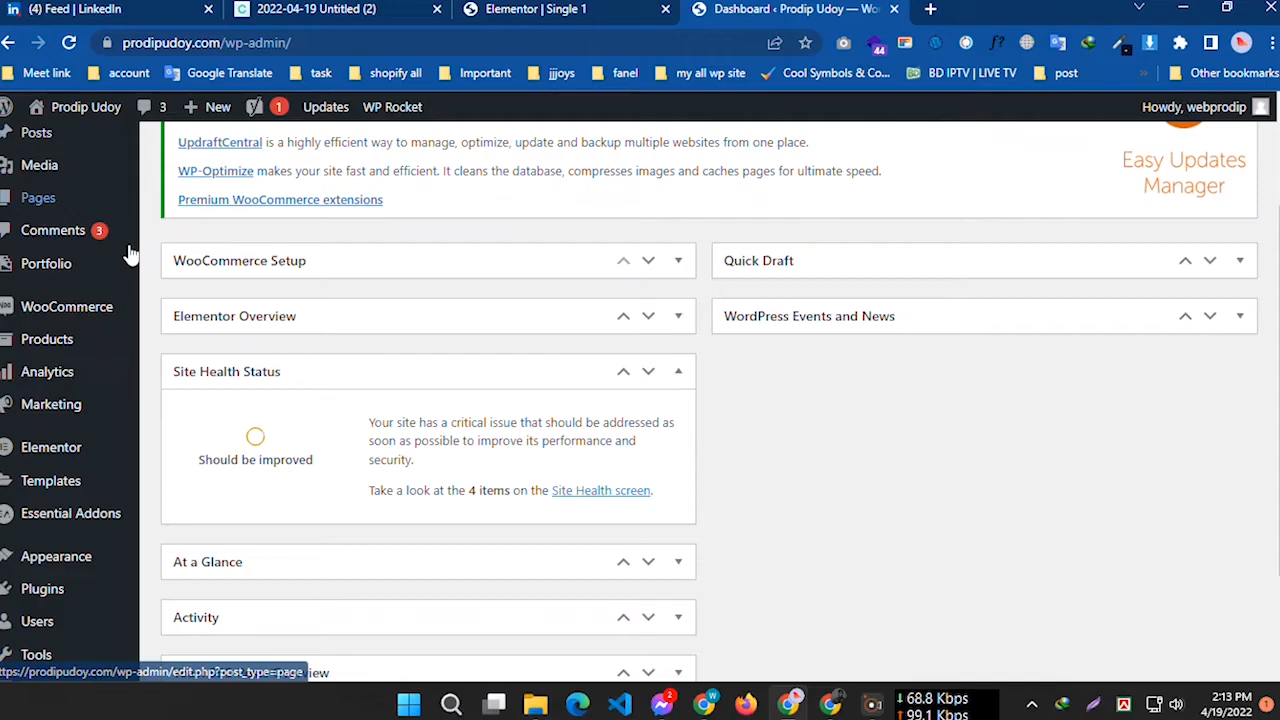 (4) Feed | LinkedIn
2022-04-19 Untitled (2)
Elementor | Single 1
Dashboard ‹ Prodip Udoy — Wo
prodipudoy.com/wp-admin/
44
f?
Meet link
account
Google Translate
task
shopify all
Important
jjjoys
fanel
my all wp site
Cool Symbols & Co...
BD IPTV | LIVE TV
post
»
Other bookmarks
Prodip Udoy
3
New
1
Updates
WP Rocket
Howdy, webprodip
Posts
Media
Pages
Comments 3
Portfolio
WooCommerce
Products
Analytics
Marketing
Elementor
Templates
Essential Addons
Appearance
Plugins
Users
Tools
UpdraftCentral is a highly efficient way to manage, optimize, update and backup multiple websites from one place.
WP-Optimize makes your site fast and efficient. It cleans the database, compresses images and caches pages for ultimate speed.
Premium WooCommerce extensions
Easy Updates
Manager
WooCommerce Setup
Elementor Overview
Site Health Status
Should be improved
Your site has a critical issue that should be addressed as
soon as possible to improve its performance and
security.
Take a look at the 4 items on the Site Health screen.
At a Glance
Activity
view
Quick Draft
WordPress Events and News
ttps://prodipudoy.com/wp-admin/edit.php?post_type=page
2
W
↓ 68.8 Kbps
↑ 99.1 Kbps
2:13 PM
4/19/2022
1